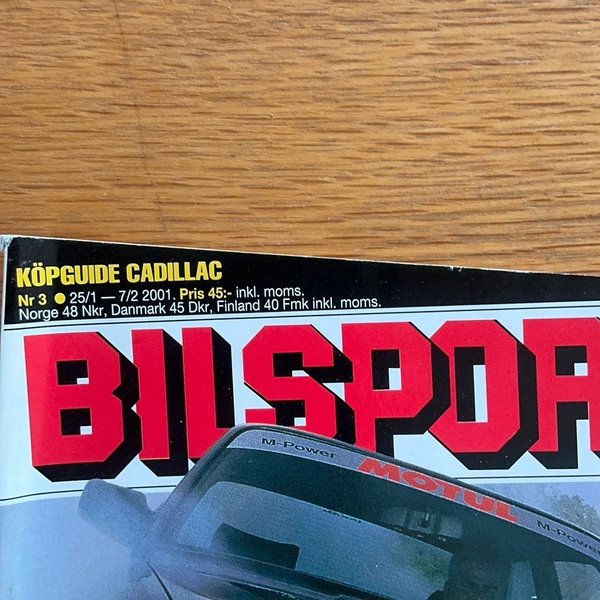 KÖPGUIDE CADILLAC
Nr 3 ● 25/1 — 7/2 2001. Pris 45:- inkl. moms.
Norge 48 Nkr, Danmark 45 Dkr, Finland 40 Fmk inkl. moms.
BILSPOR
M-Power MOTUL M-Power